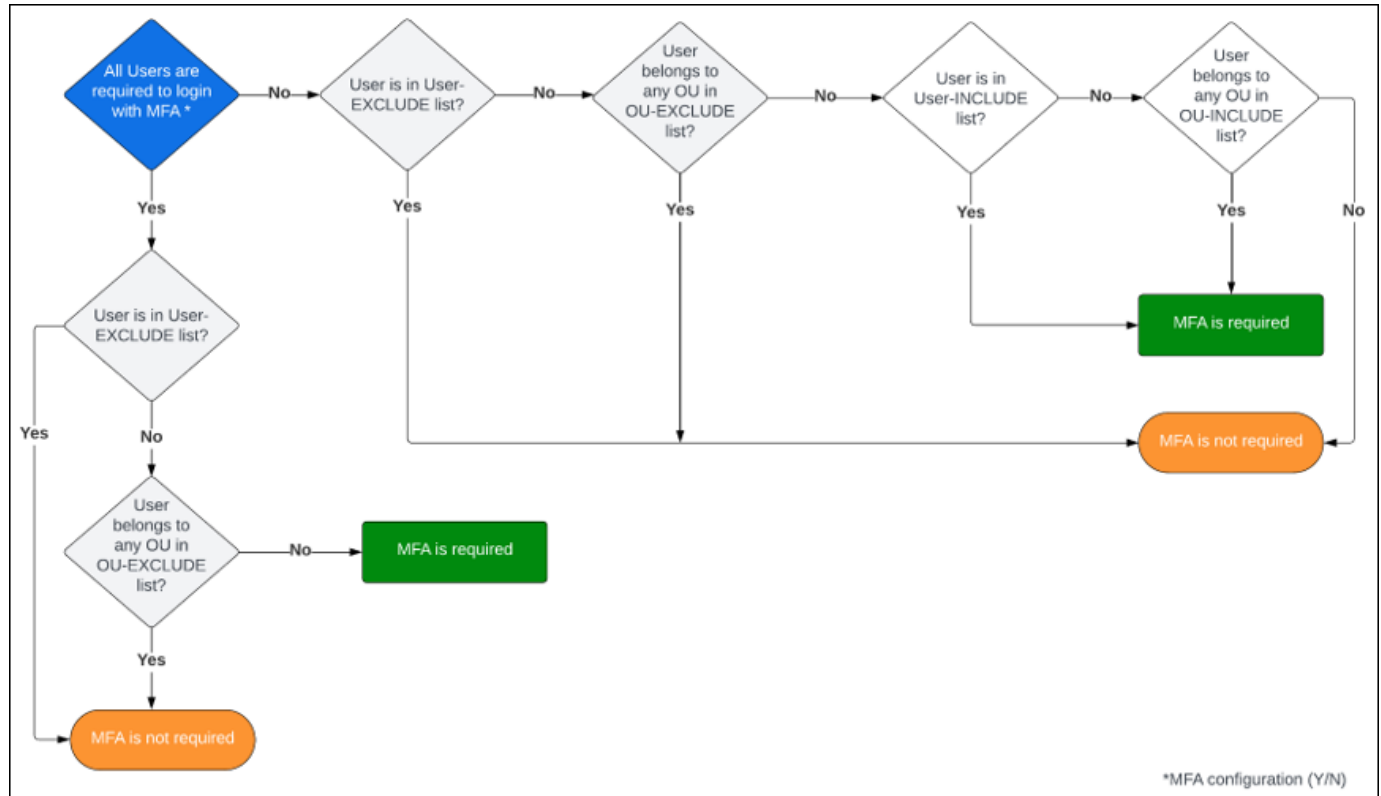 All Users are
required to login
with MFA *
No
User is in User-
EXCLUDE list?
No
User
belongs to
any OU in
OU-EXCLUDE
list?
No
User is in
User-INCLUDE
list?
No
User
belongs to
any OU in
OU-INCLUDE
list?
Yes
Yes
Yes
Yes
Yes
No
User is in User-
EXCLUDE list?
MFA is required
Yes
No
MFA is not required
User
belongs to
any OU in
OU-EXCLUDE
list?
No
MFA is required
Yes
MFA is not required
*MFA configuration (Y/N)